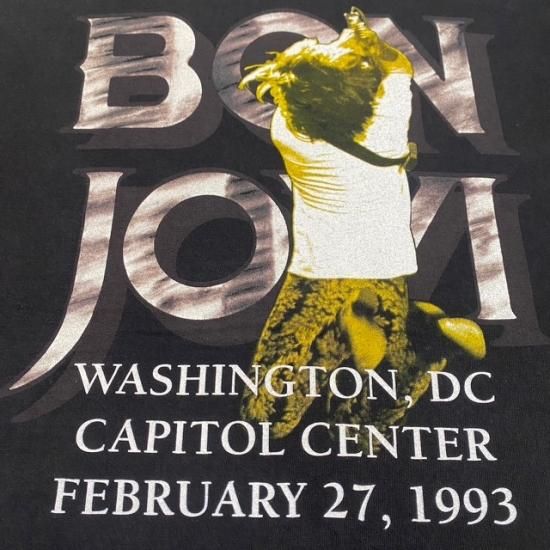 BON
JOVI
WASHINGTON, DC
CAPITOL CENTER
FEBRUARY 27, 1993